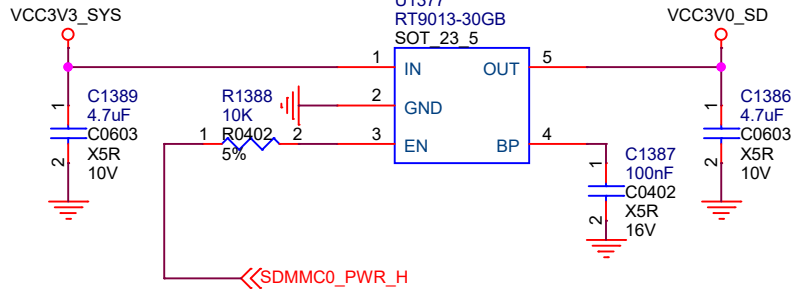 VCC3V3_SYS
U1377
RT9013-30GB
SOT_23_5
VCC3V0_SD
1 IN OUT 5
2 GND
3 EN BP 4
1
C1389
4.7uF
C0603
X5R
10V
2
R1388
10K
1 R0402 2
5%
1
C1387
100nF
C0402
X5R
16V
2
1
C1386
4.7uF
C0603
X5R
10V
2
SDMMC0_PWR_H